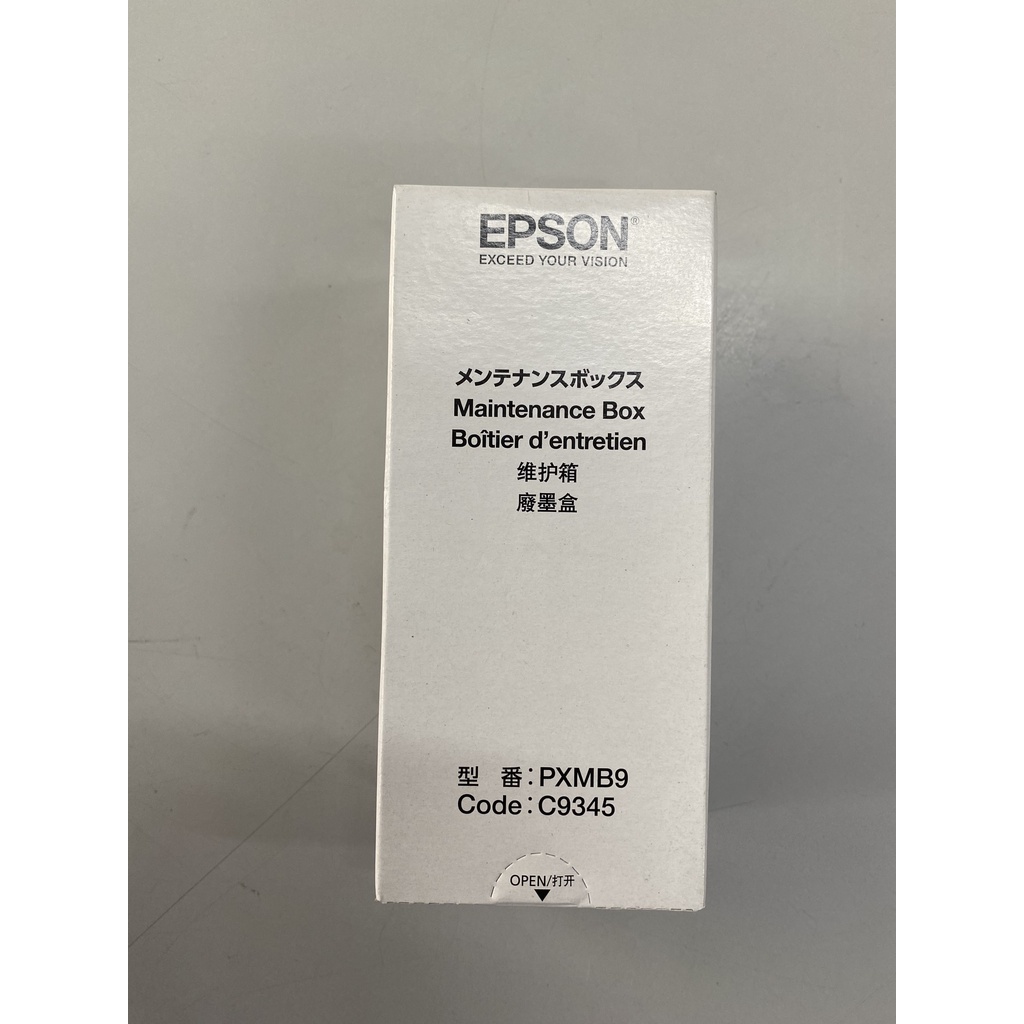 EPSON®
EXCEED YOUR VISION
メンテナンスボックス
Maintenance Box
Boîtier d'entretien
维护箱
廢墨盒
型 番：PXMB9
Code：C9345
OPEN/打开